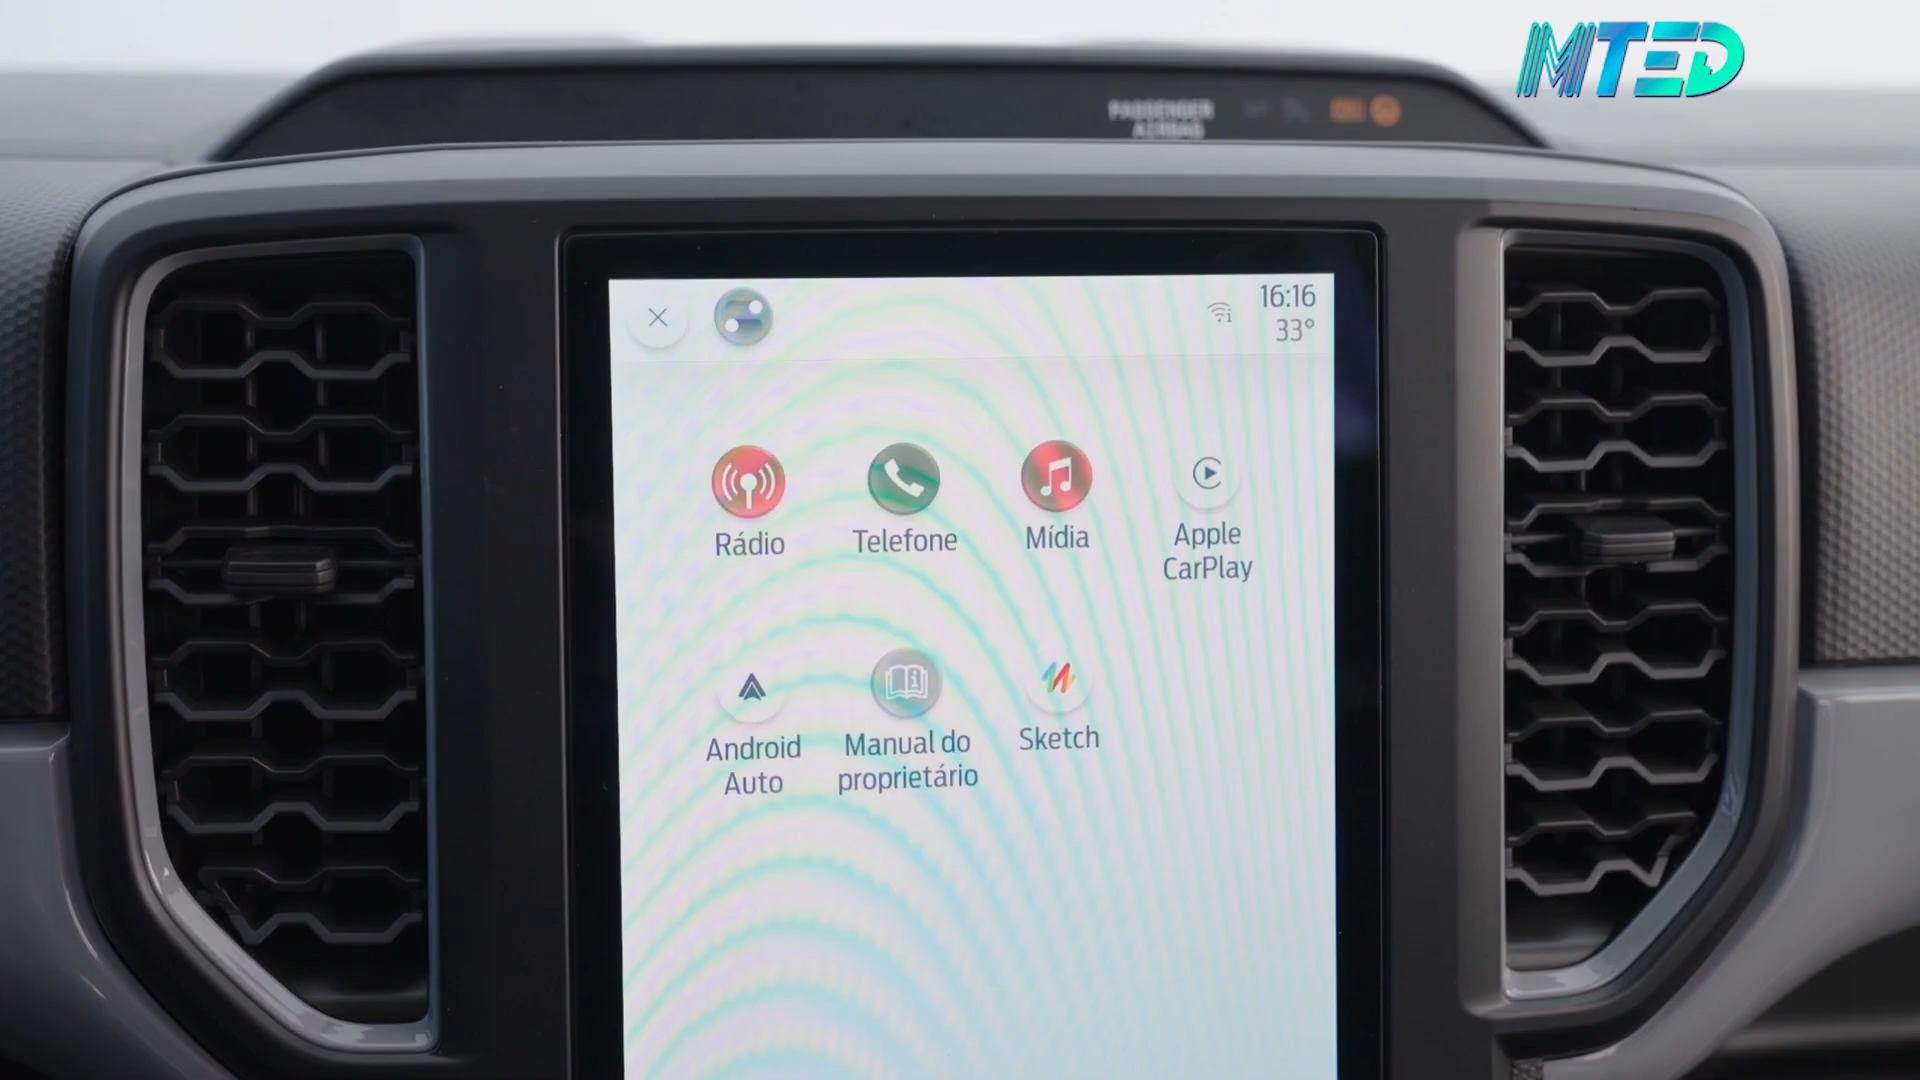 MTED
PASSENGER
AIRBAG
16:16
33°
Rádio
Telefone
Mídia
Apple
CarPlay
Android
Auto
Manual do
proprietário
Sketch